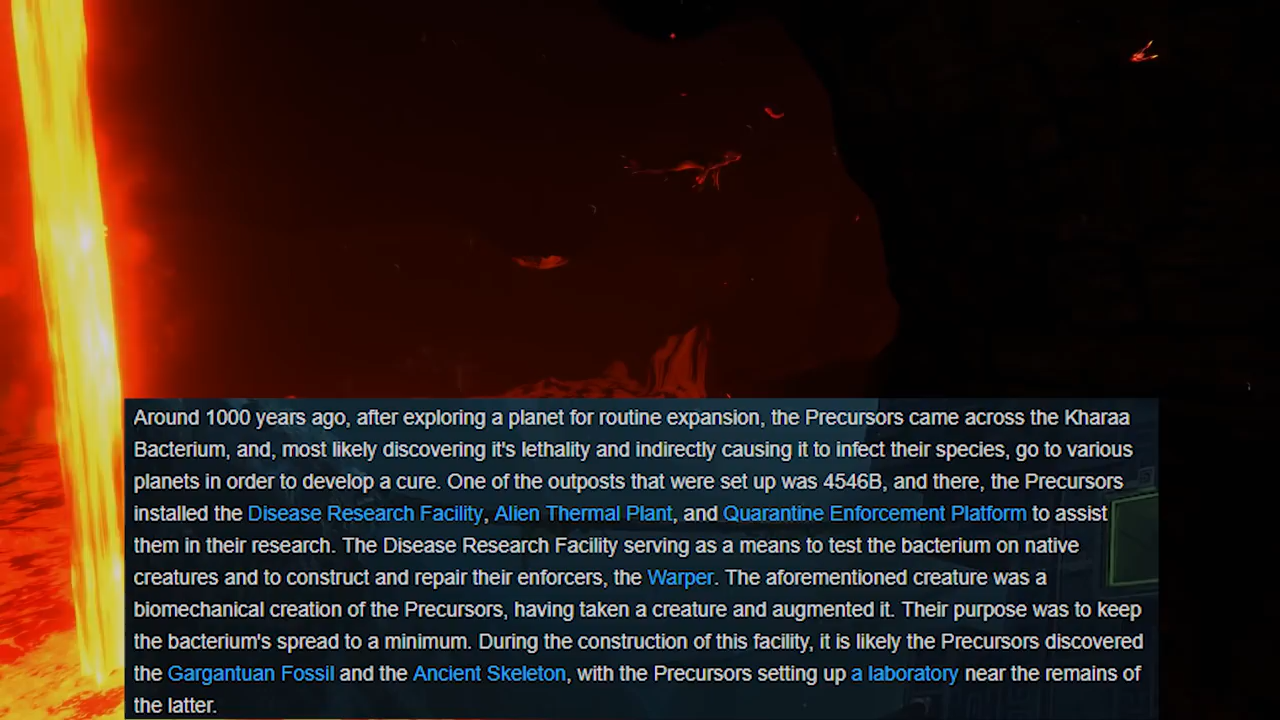 Around 1000 years ago, after exploring a planet for routine expansion, the Precursors came across the Kharaa
Bacterium, and, most likely discovering it's lethality and indirectly causing it to infect their species, go to various
planets in order to develop a cure. One of the outposts that were set up was 4546B, and there, the Precursors
installed the Disease Research Facility, Alien Thermal Plant, and Quarantine Enforcement Platform to assist
them in their research. The Disease Research Facility serving as a means to test the bacterium on native
creatures and to construct and repair their enforcers, the Warper. The aforementioned creature was a
biomechanical creation of the Precursors, having taken a creature and augmented it. Their purpose was to keep
the bacterium's spread to a minimum. During the construction of this facility, it is likely the Precursors discovered
the Gargantuan Fossil and the Ancient Skeleton, with the Precursors setting up a laboratory near the remains of
the latter.